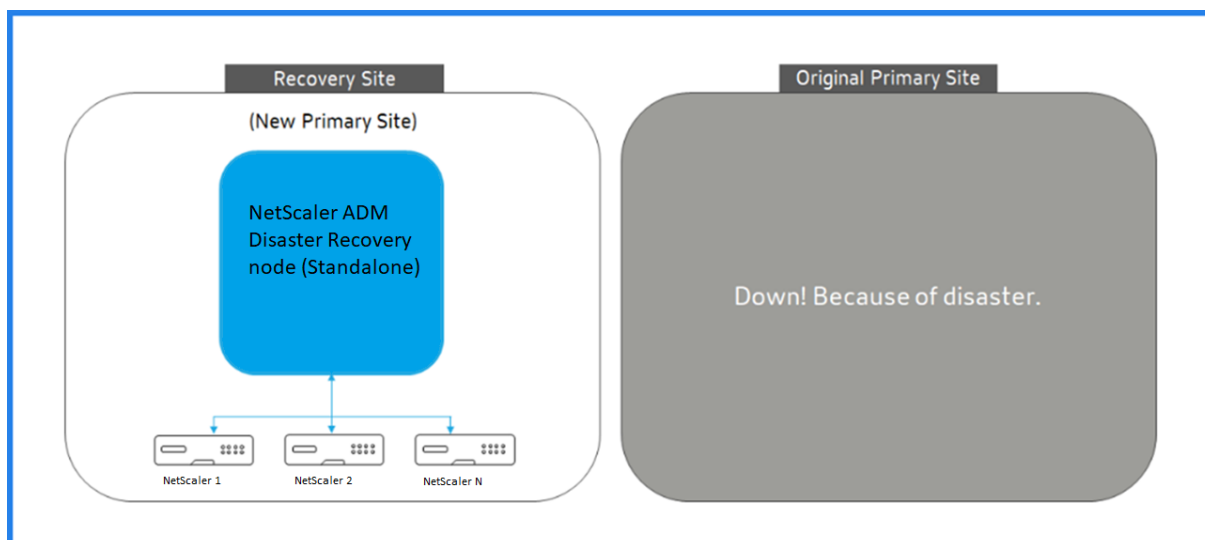 Recovery Site
(New Primary Site)
NetScaler ADM
Disaster Recovery
node (Standalone)
NetScaler 1
NetScaler 2
NetScaler N
Original Primary Site
Down! Because of disaster.